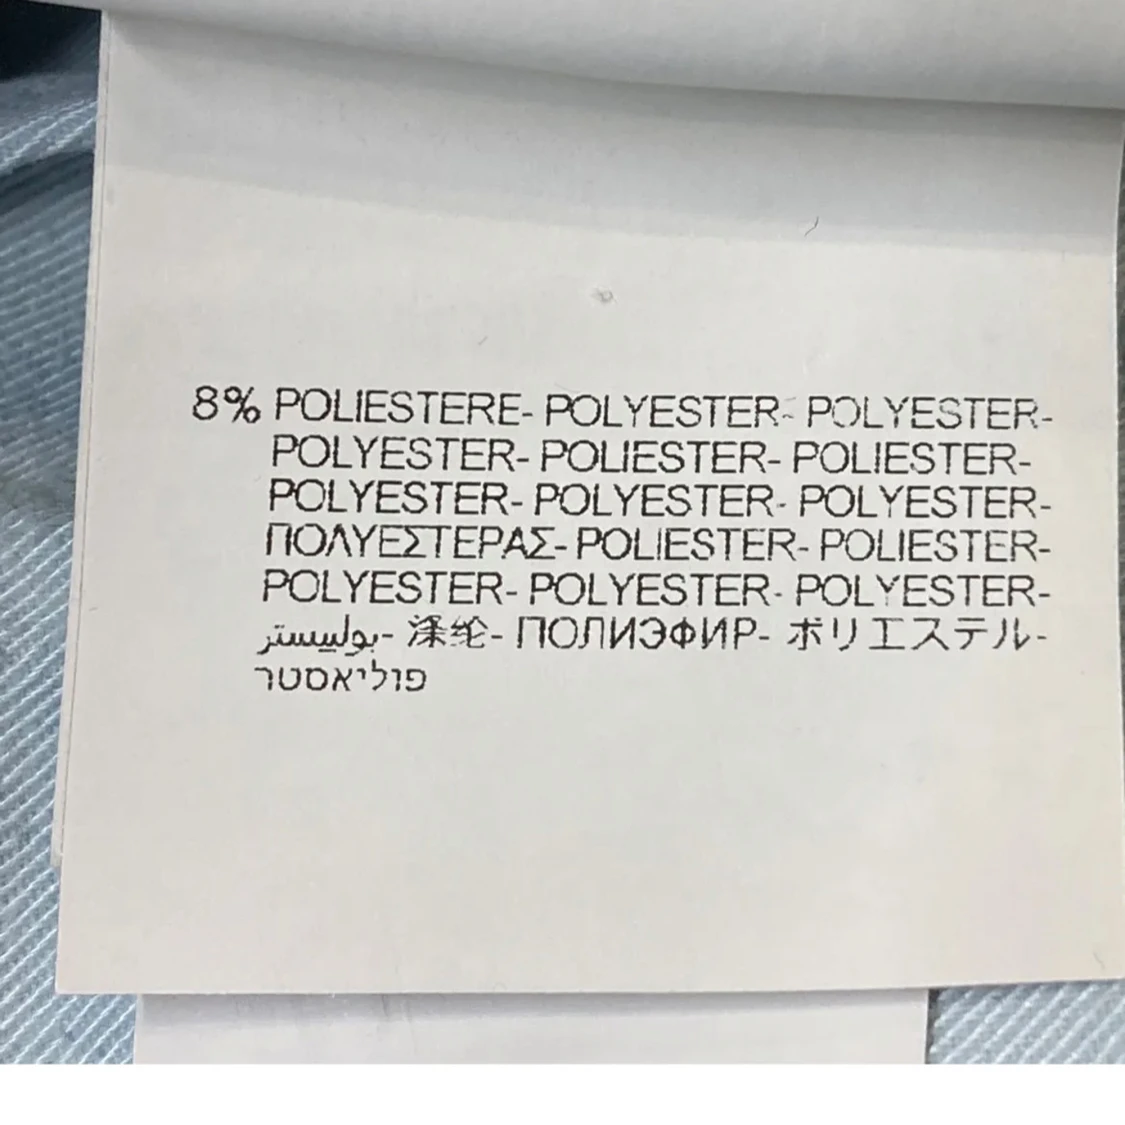 8% POLIESTERE- POLYESTER- POLYESTER-
POLYESTER- POLIESTER- POLIESTER-
POLYESTER- POLYESTER- POLYESTER-
ΠΟΛΥΕΣΤΕΡΑΣ- POLIESTER- POLIESTER-
POLYESTER- POLYESTER- POLYESTER-
بوليستر- 涤纶- ПОЛИЭФИР- ポリエステル-
פוליאסטר